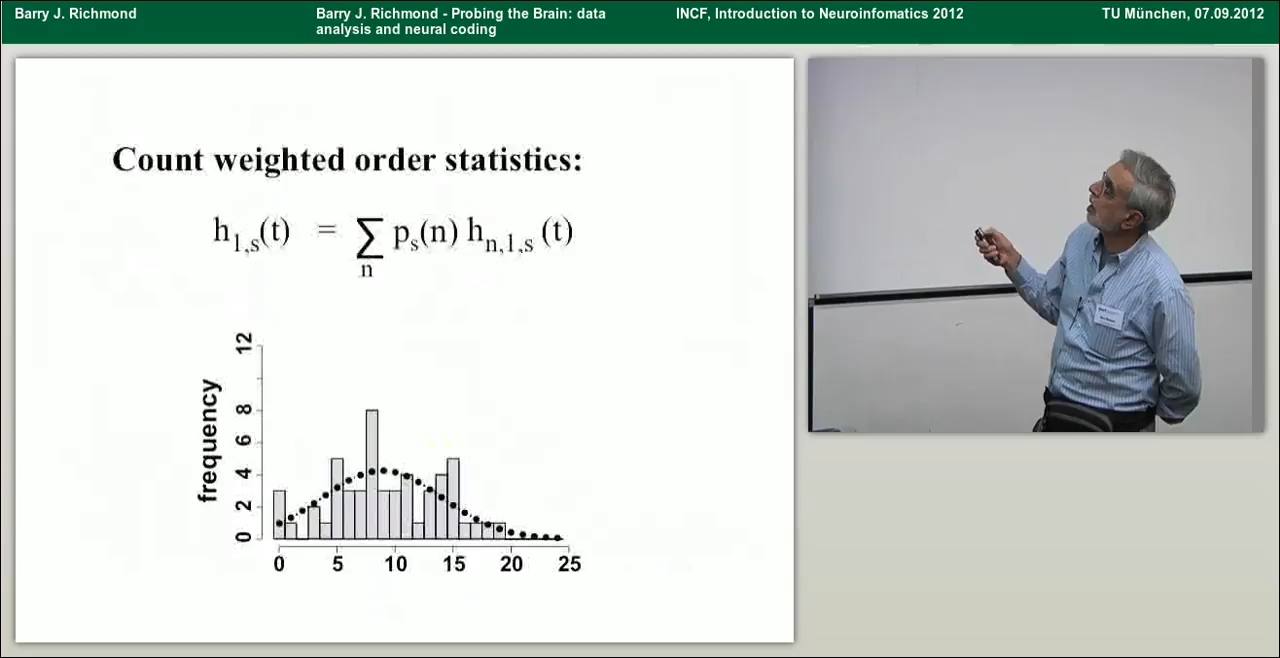 Barry J. Richmond
Barry J. Richmond - Probing the Brain: data
analysis and neural coding
INCF, Introduction to Neuroinfomatics 2012
TU München, 07.09.2012
Count weighted order statistics:
h1,s(t) = ∑ ps(n) hn,1,s (t)
n
frequency
12
8
6
4
2
0
0 5 10 15 20 25